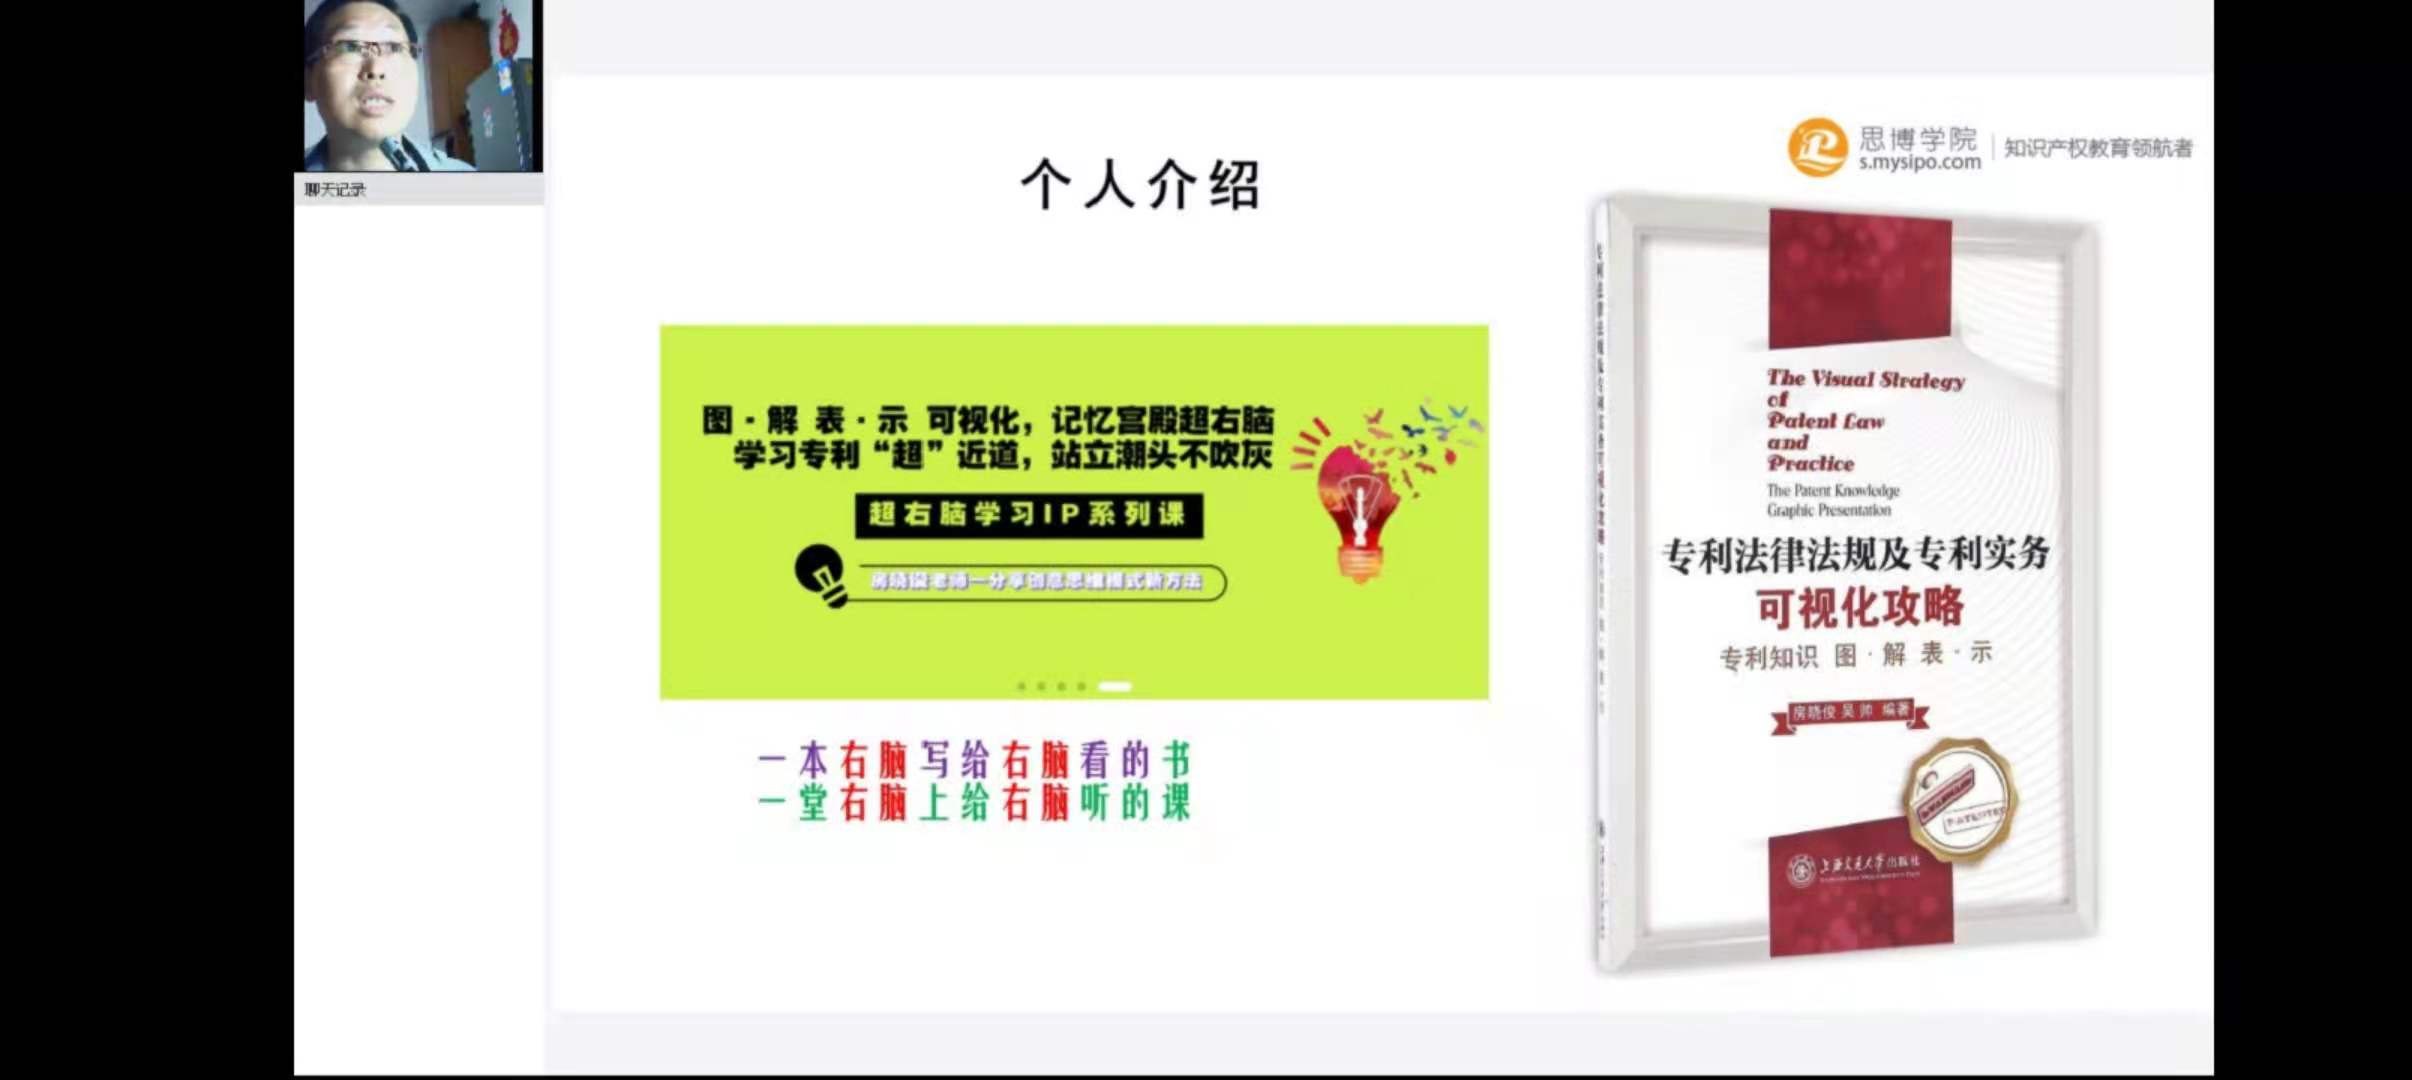 聊天记录
个人介绍
思博学院
s.mysipo.com
知识产权教育领航者
图·解 表·示 可视化，记忆宫殿超右脑
学习专利“超”近道，站立潮头不吹灰
超右脑学习IP系列课
房晓俊老师—分享创意思维模式新方法
一本右脑写给右脑看的书
一堂右脑上给右脑听的课
The Visual Strategy
of
Patent Law
and
Practice
The Patent Knowledge
Graphic Presentation
专利法律法规及专利实务
可视化攻略
专利知识 图·解 表·示
房晓俊 吴 帅 编著
上海交通大学出版社